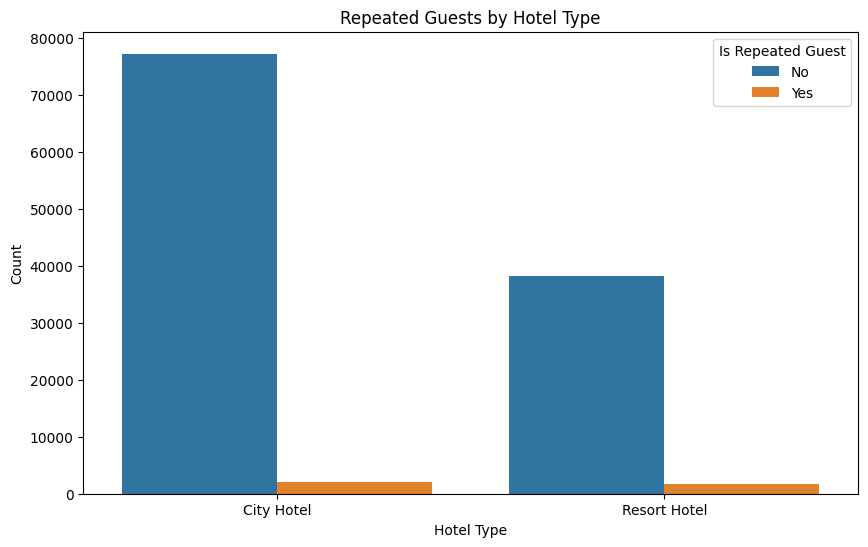 Repeated Guests by Hotel Type
Is Repeated Guest
No
Yes
Count
80000
70000
60000
50000
40000
30000
20000
10000
0
City Hotel
Resort Hotel
Hotel Type